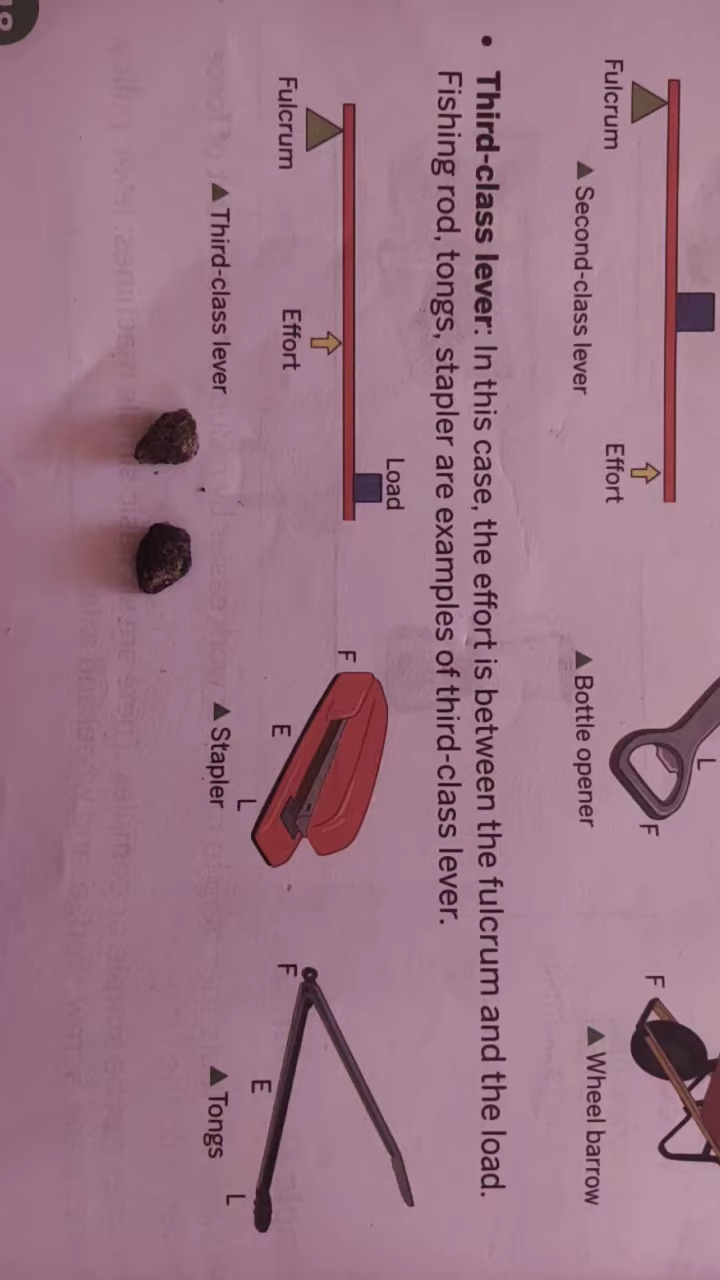 Fulcrum
Effort
▲ Second-class lever
L
F
▲ Bottle opener
F
▲ Wheel barrow
• Third-class lever: In this case, the effort is between the fulcrum and the load.
Fishing rod, tongs, stapler are examples of third-class lever.
Load
Fulcrum
Effort
▲ Third-class lever
F
E
L
▲ Stapler
F
E
L
▲ Tongs